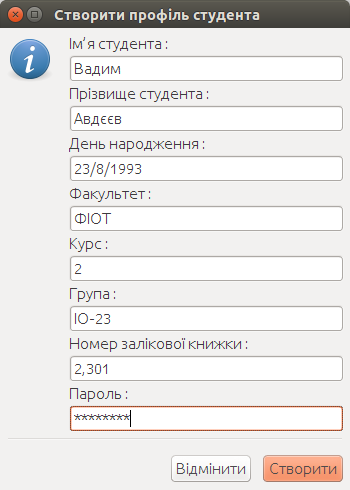 Створити профіль студента
Ім'я студента :
Вадим
Прізвище студента :
Авдєєв
День народження :
23/8/1993
Факультет :
ФІОТ
Курс :
2
Група :
ІО-23
Номер залікової книжки :
2,301
Пароль :
********
Відмінити
Створити